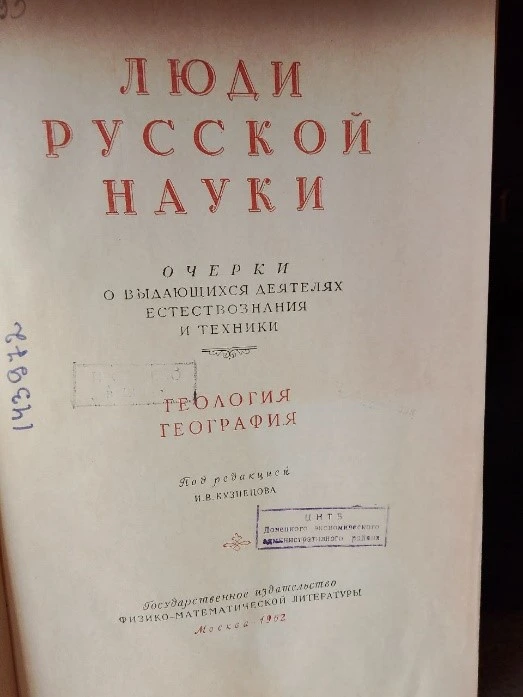 ЛЮДИ
РУССКОЙ
НАУКИ
ОЧЕРКИ
О ВЫДАЮЩИХСЯ ДЕЯТЕЛЯХ
ЕСТЕСТВОЗНАНИЯ
И ТЕХНИКИ
ГЕОЛОГИЯ
ГЕОГРАФИЯ
Под редакцией
И.В. КУЗНЕЦОВА
ЦНТБ
Донецкого экономического
административного района
Государственное издательство
ФИЗИКО-МАТЕМАТИЧЕСКОЙ ЛИТЕРАТУРЫ
Москва 1962